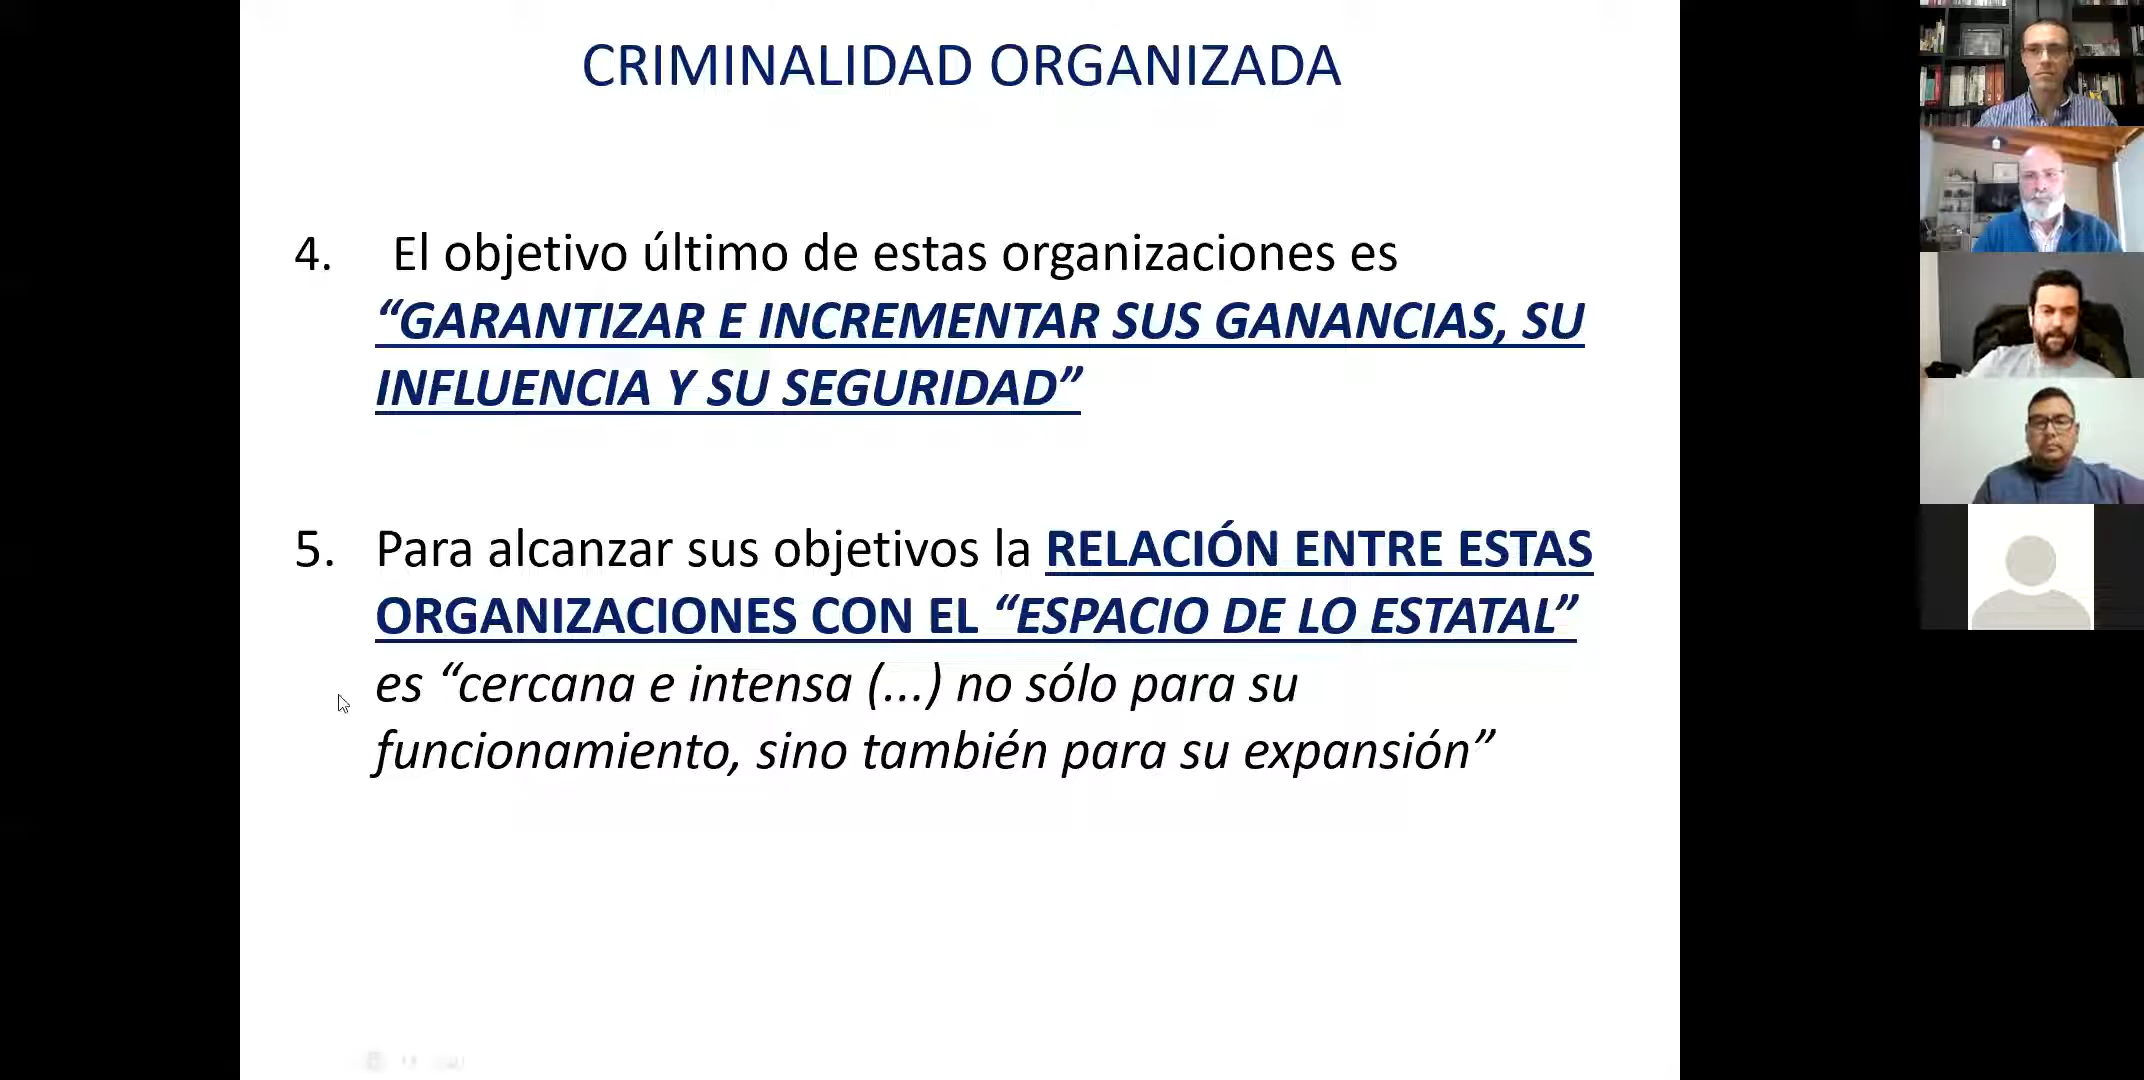 CRIMINALIDAD ORGANIZADA
4. El objetivo último de estas organizaciones es
“GARANTIZAR E INCREMENTAR SUS GANANCIAS, SU
INFLUENCIA Y SU SEGURIDAD”
5. Para alcanzar sus objetivos la RELACIÓN ENTRE ESTAS
ORGANIZACIONES CON EL “ESPACIO DE LO ESTATAL”
es “cercana e intensa (...) no sólo para su
funcionamiento, sino también para su expansión”